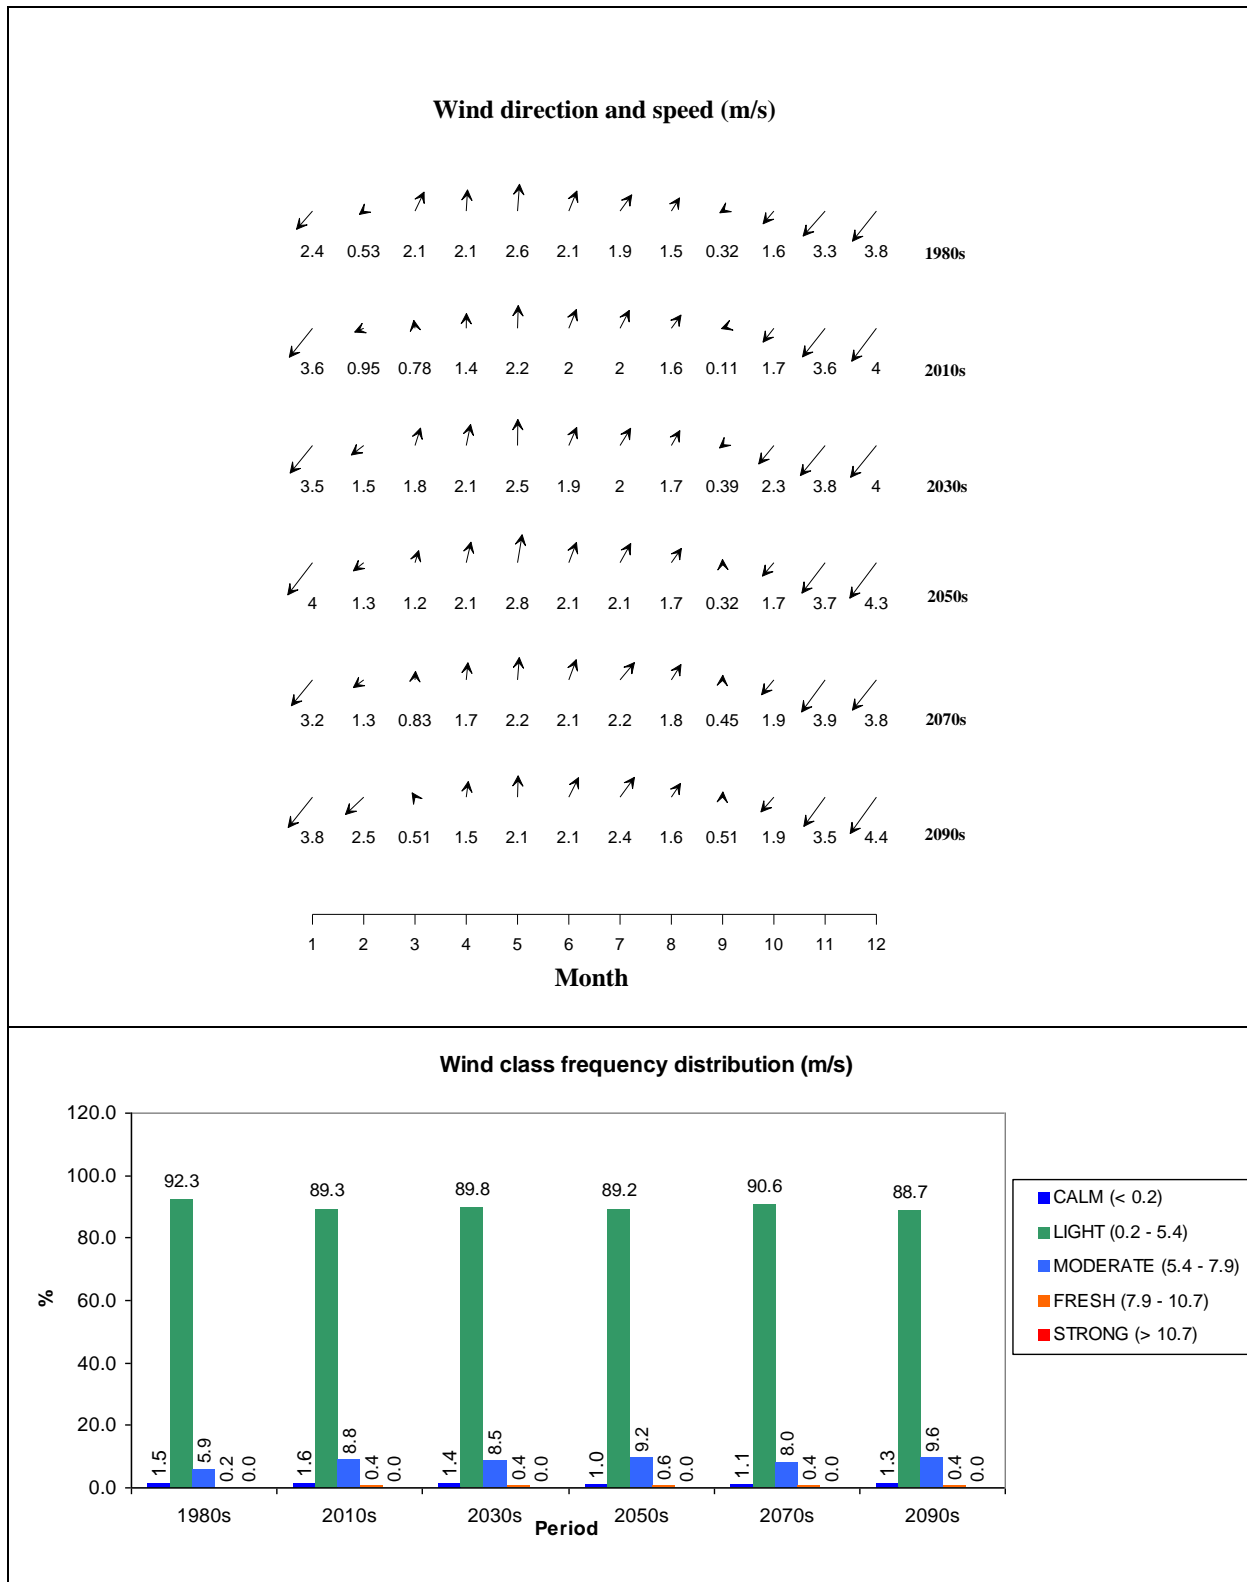 Wind direction and speed (m/s)
2.4 0.53 2.1 2.1 2.6 2.1 1.9 1.5 0.32 1.6 3.3 3.8 1980s
3.6 0.95 0.78 1.4 2.2 2 2 1.6 0.11 1.7 3.6 4 2010s
3.5 1.5 1.8 2.1 2.5 1.9 2 1.7 0.39 2.3 3.8 4 2030s
4 1.3 1.2 2.1 2.8 2.1 2.1 1.7 0.32 1.7 3.7 4.3 2050s
3.2 1.3 0.83 1.7 2.2 2.1 2.2 1.8 0.45 1.9 3.9 3.8 2070s
3.8 2.5 0.51 1.5 2.1 2.1 2.4 1.6 0.51 1.9 3.5 4.4 2090s
1 2 3 4 5 6 7 8 9 10 11 12
Month
Wind class frequency distribution (m/s)
120.0
100.0
80.0
60.0
40.0
20.0
0.0
%
1.5 92.3 5.9 0.2 0.0
1.6 89.3 8.8 0.4 0.0
1.4 89.8 8.5 0.4 0.0
1.0 89.2 9.2 0.6 0.0
1.1 90.6 8.0 0.4 0.0
1.3 88.7 9.6 0.4 0.0
1980s 2010s 2030s 2050s 2070s 2090s
Period
CALM (< 0.2)
LIGHT (0.2 - 5.4)
MODERATE (5.4 - 7.9)
FRESH (7.9 - 10.7)
STRONG (> 10.7)